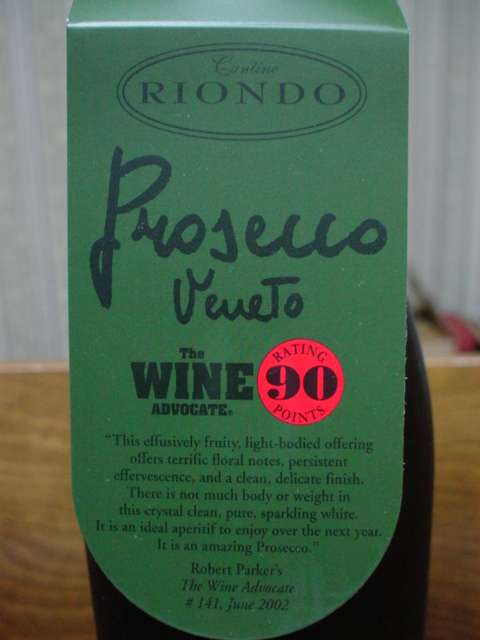 Cantine
RIONDO
Prosecco
Veneto
The
WINE
ADVOCATE®
RATING
90
POINTS
"This effusively fruity, light-bodied offering
offers terrific floral notes, persistent
effervescence, and a clean, delicate finish.
There is not much body or weight in
this crystal clean, pure, sparkling white.
It is an ideal aperitif to enjoy over the next year.
It is an amazing Prosecco."
Robert Parker's
The Wine Advocate
# 141, June 2002